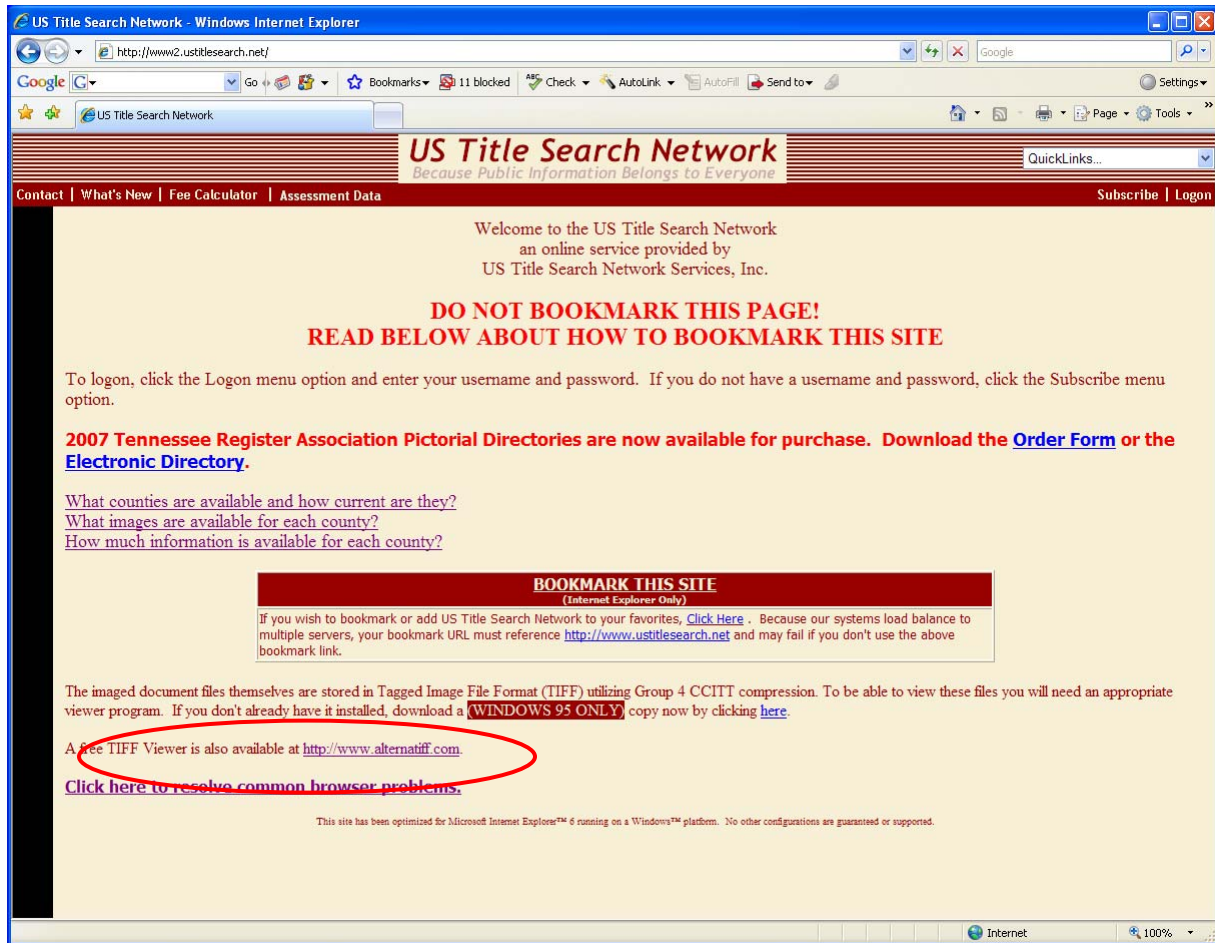 US Title Search Network - Windows Internet Explorer
http://www2.ustitlesearch.net/
Google
Google G Go Bookmarks 11 blocked ABC Check AutoLink AutoFill Send to Settings
US Title Search Network Page Tools »
US Title Search Network
Because Public Information Belongs to Everyone
QuickLinks...
Contact | What's New | Fee Calculator | Assessment Data Subscribe | Logon
Welcome to the US Title Search Network
an online service provided by
US Title Search Network Services, Inc.
DO NOT BOOKMARK THIS PAGE!
READ BELOW ABOUT HOW TO BOOKMARK THIS SITE
To logon, click the Logon menu option and enter your username and password. If you do not have a username and password, click the Subscribe menu
option.
2007 Tennessee Register Association Pictorial Directories are now available for purchase. Download the Order Form or the
Electronic Directory.
What counties are available and how current are they?
What images are available for each county?
How much information is available for each county?
BOOKMARK THIS SITE
(Internet Explorer Only)
If you wish to bookmark or add US Title Search Network to your favorites, Click Here . Because our systems load balance to
multiple servers, your bookmark URL must reference http://www.ustitlesearch.net and may fail if you don't use the above
bookmark link.
The imaged document files themselves are stored in Tagged Image File Format (TIFF) utilizing Group 4 CCITT compression. To be able to view these files you will need an appropriate
viewer program. If you don't already have it installed, download a (WINDOWS 95 ONLY) copy now by clicking here.
A free TIFF Viewer is also available at http://www.alternatiff.com.
Click here to resolve common browser problems.
This site has been optimized for Microsoft Internet Explorer™ 6 running on a Windows™ platform. No other configurations are guaranteed or supported.
Internet 100%